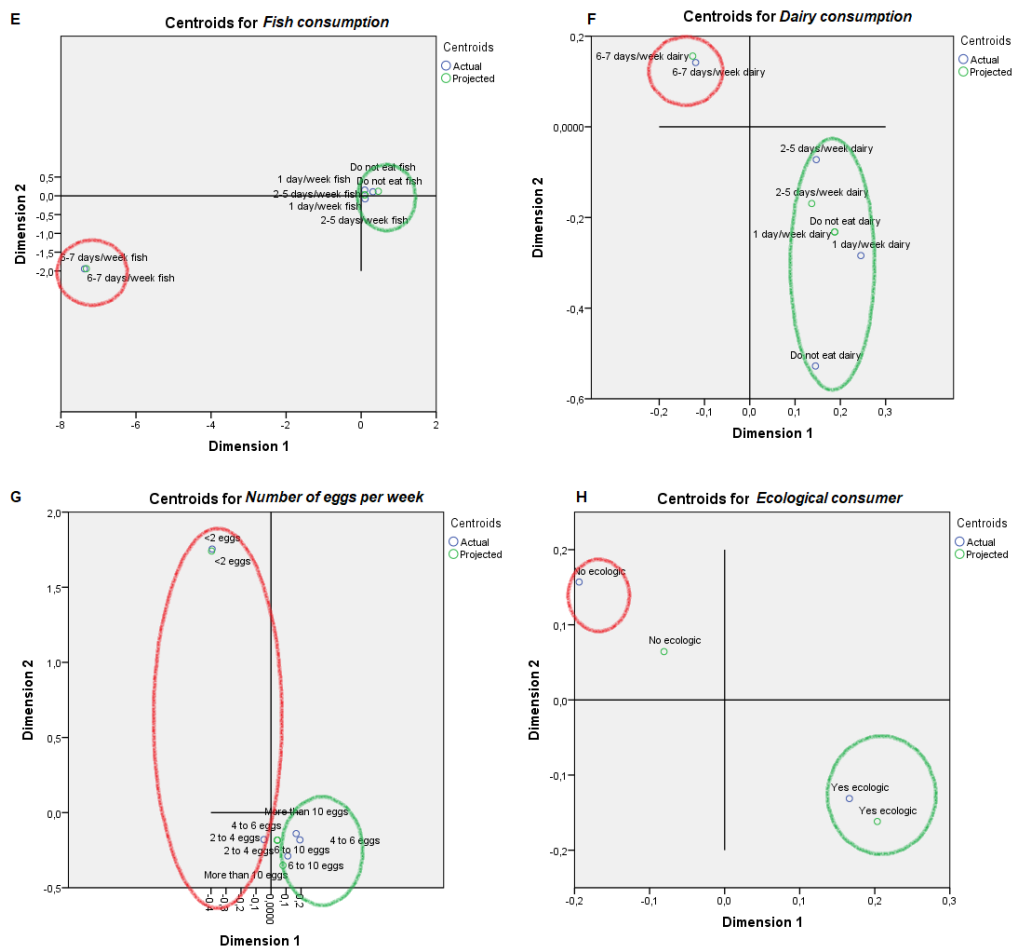 E
Centroids for Fish consumption
Centroids
Actual
Projected
Dimension 2
0,5
0,0
-0,5
-1,0
-1,5
-2,0
Do not eat fish
1 day/week fish
Do not eat fish
2-5 days/week fish
1 day/week fish
2-5 days/week fish
6-7 days/week fish
6-7 days/week fish
-8 -6 -4 -2 0 2
Dimension 1
F
Centroids for Dairy consumption
Centroids
Actual
Projected
Dimension 2
0,2
0,0000
-0,2
-0,4
-0,6
6-7 days/week dairy
6-7 days/week dairy
2-5 days/week dairy
2-5 days/week dairy
Do not eat dairy
1 day/week dairy
1 day/week dairy
Do not eat dairy
-0,2 -0,1 0,0 0,1 0,2 0,3
Dimension 1
G
Centroids for Number of eggs per week
Centroids
Actual
Projected
Dimension 2
2,0
1,5
1,0
0,5
0,0
-0,5
<2 eggs
<2 eggs
More than 10 eggs
4 to 6 eggs
2 to 4 eggs
4 to 6 eggs
2 to 4 eggs
6 to 10 eggs
6 to 10 eggs
More than 10 eggs
-0,4 -0,3 -0,2 -0,1 0,0000 0,1 0,2
Dimension 1
H
Centroids for Ecological consumer
Centroids
Actual
Projected
Dimension 2
0,2
0,1
0,0
-0,1
-0,2
No ecologic
No ecologic
Yes ecologic
Yes ecologic
-0,2 -0,1 0,0 0,1 0,2 0,3
Dimension 1